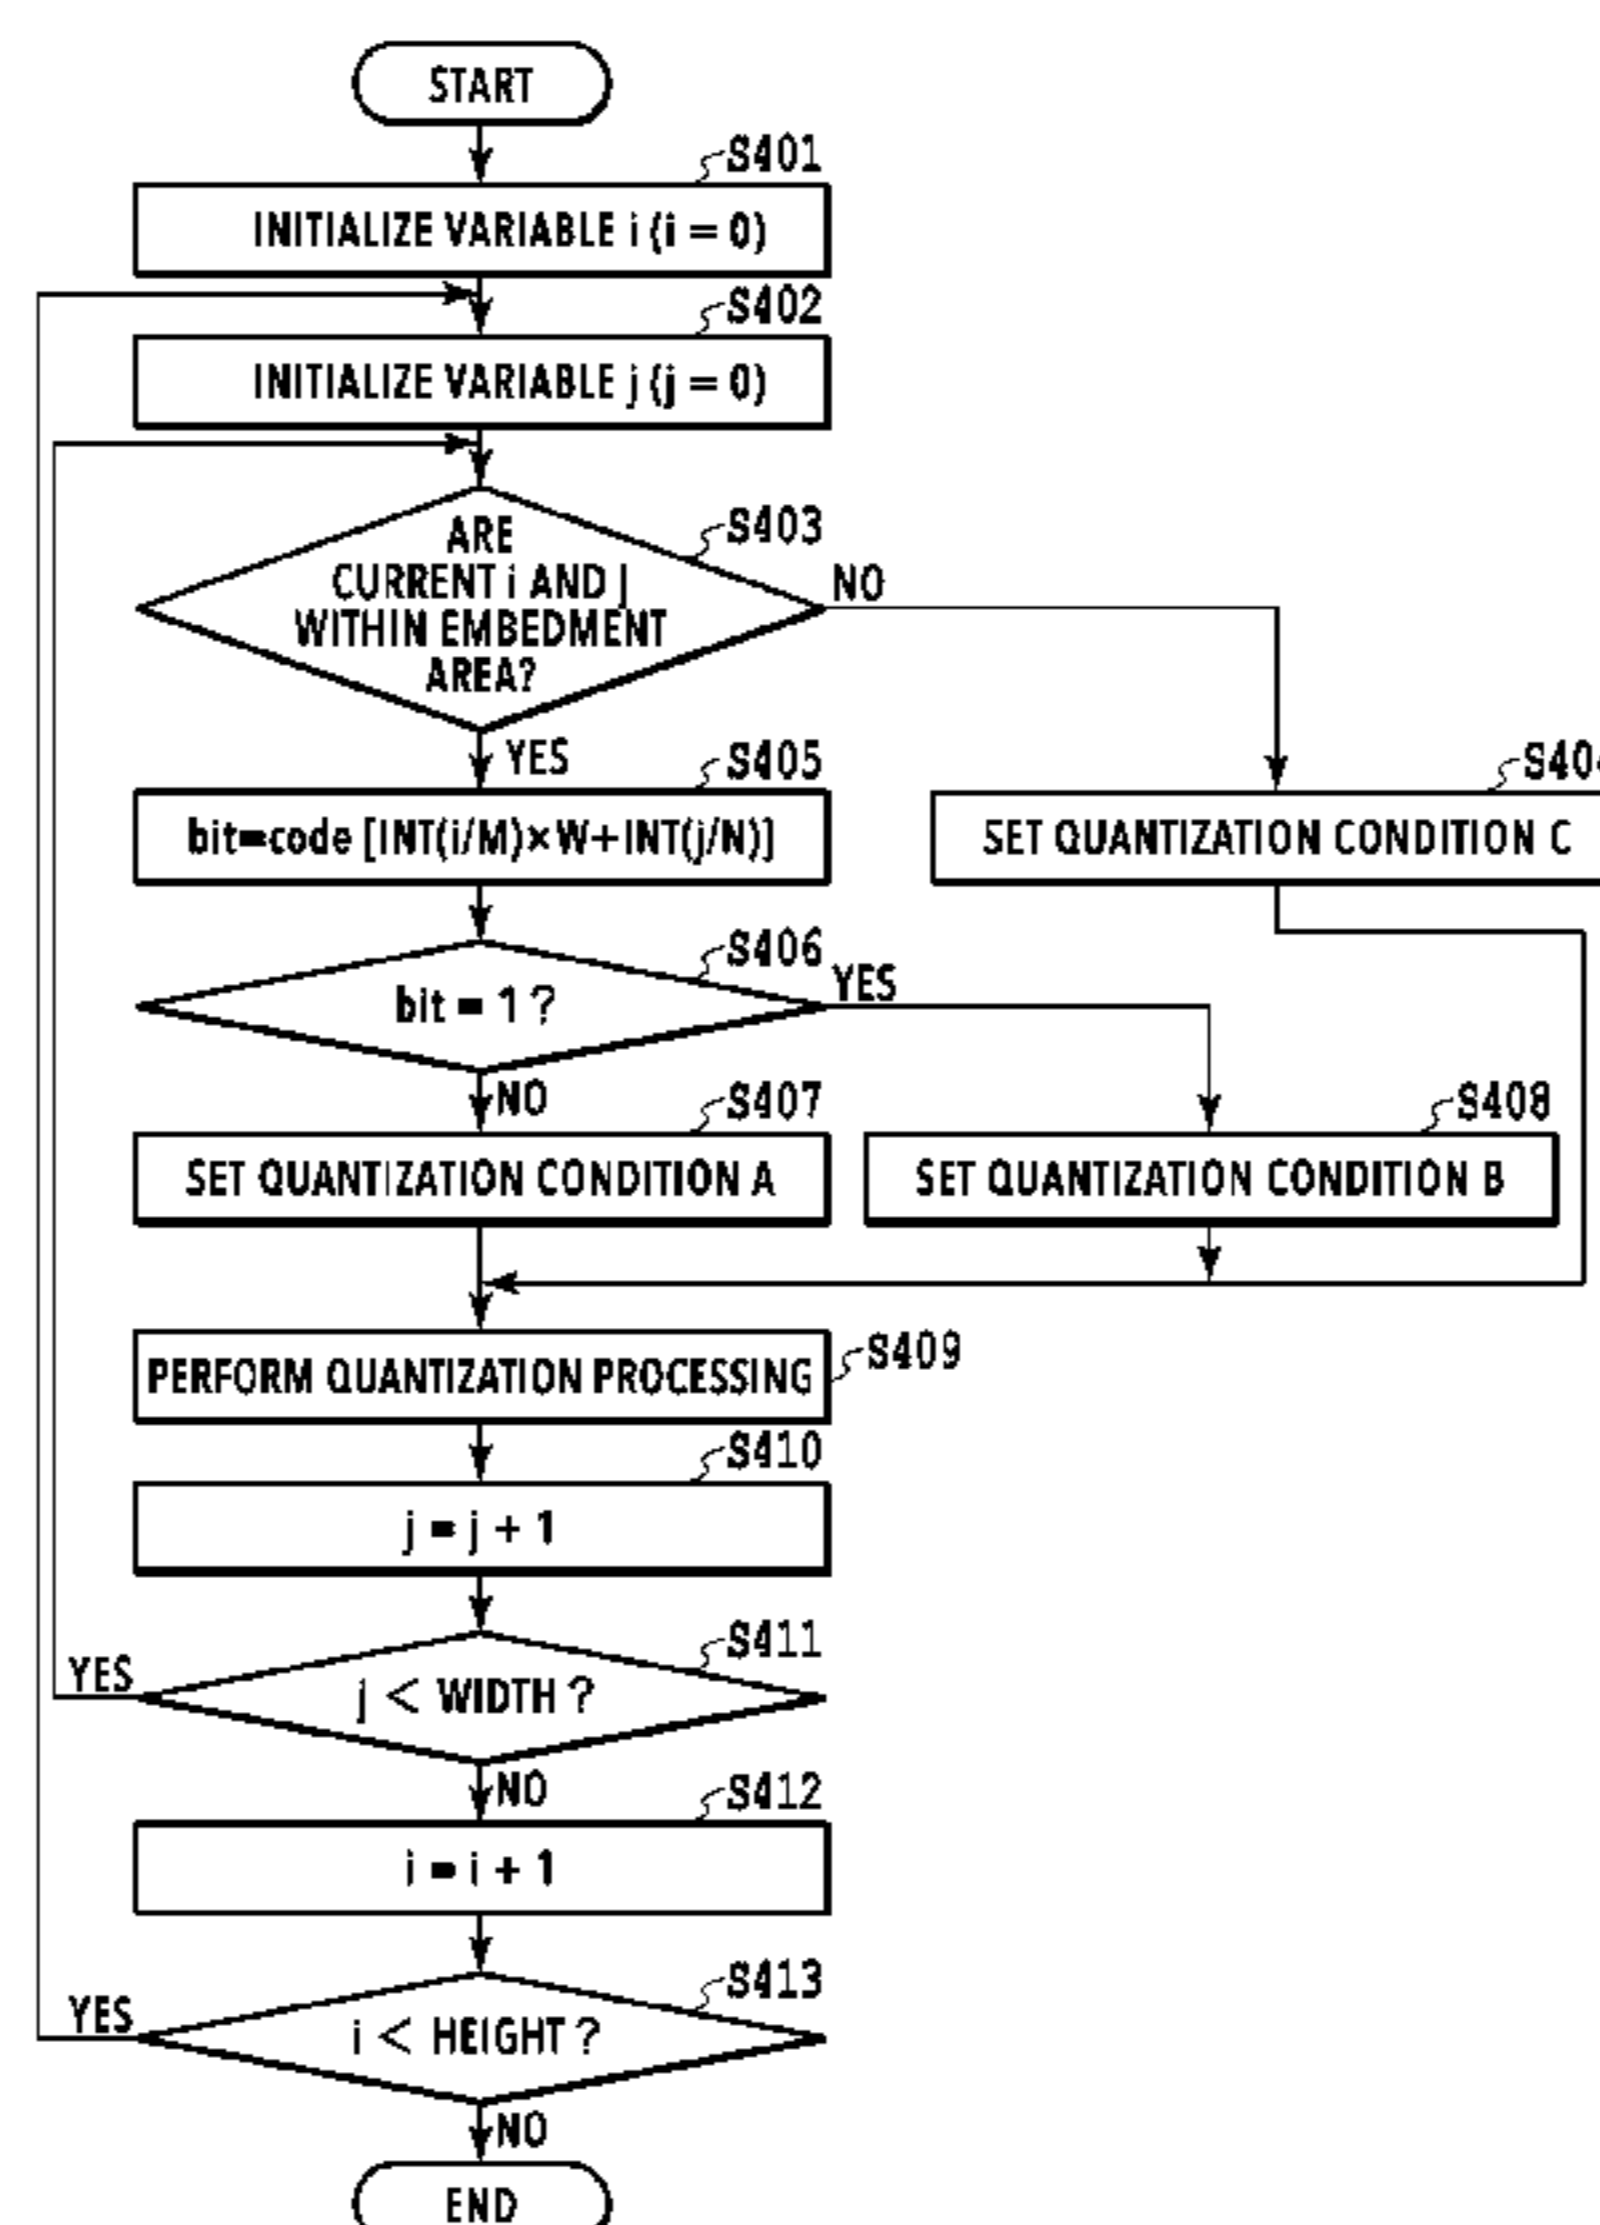 START
S401
INITIALIZE VARIABLE i (i = 0)
S402
INITIALIZE VARIABLE j (j = 0)
S403
ARE
CURRENT i AND j
WITHIN EMBEDMENT
AREA?
NO
YES
S405
bit=code [INT(i/M)×W+INT(j/N)]
S404
SET QUANTIZATION CONDITION C
S406
bit = 1 ?
YES
NO
S407
SET QUANTIZATION CONDITION A
S408
SET QUANTIZATION CONDITION B
S409
PERFORM QUANTIZATION PROCESSING
S410
j = j + 1
S411
j < WIDTH ?
YES
NO
S412
i = i + 1
S413
i < HEIGHT ?
YES
NO
END